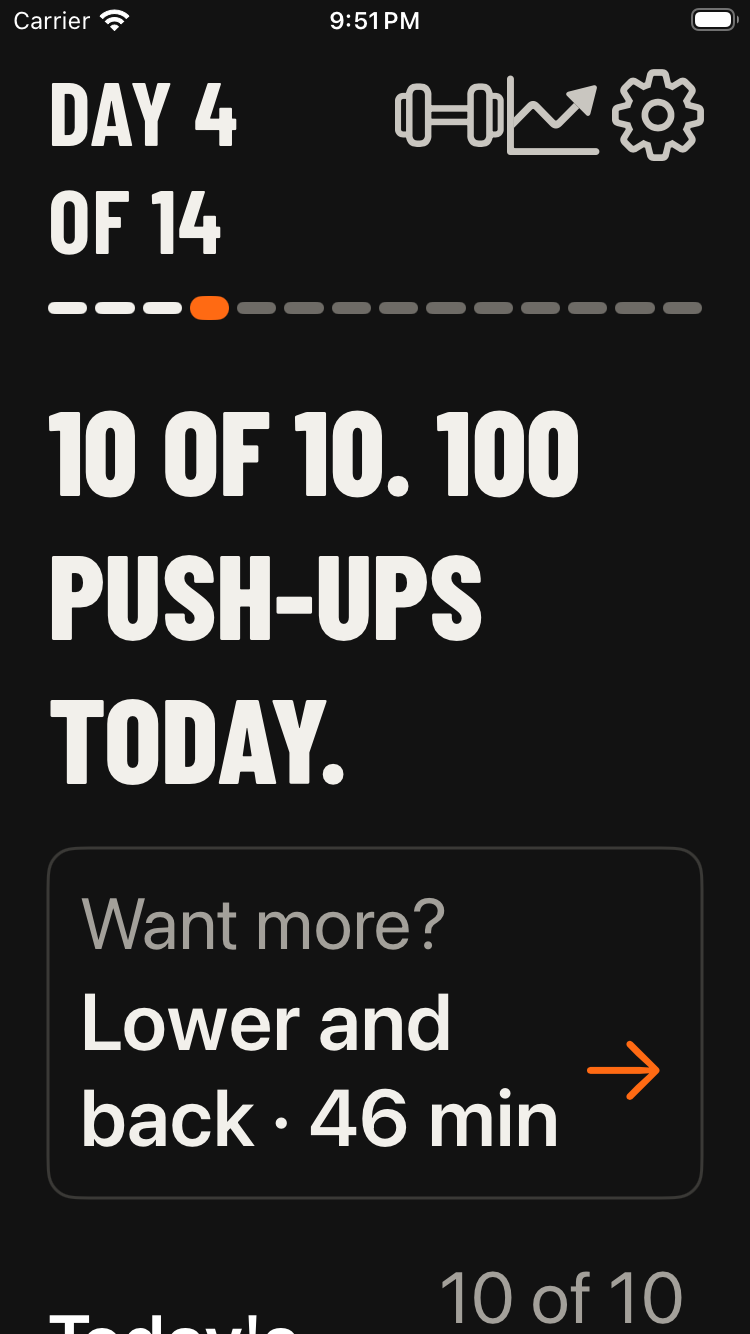 Carrier 9:51 PM
DAY 4
OF 14
10 OF 10. 100
PUSH-UPS
TODAY.
Want more?
Lower and
back · 46 min
10 of 10
Today's